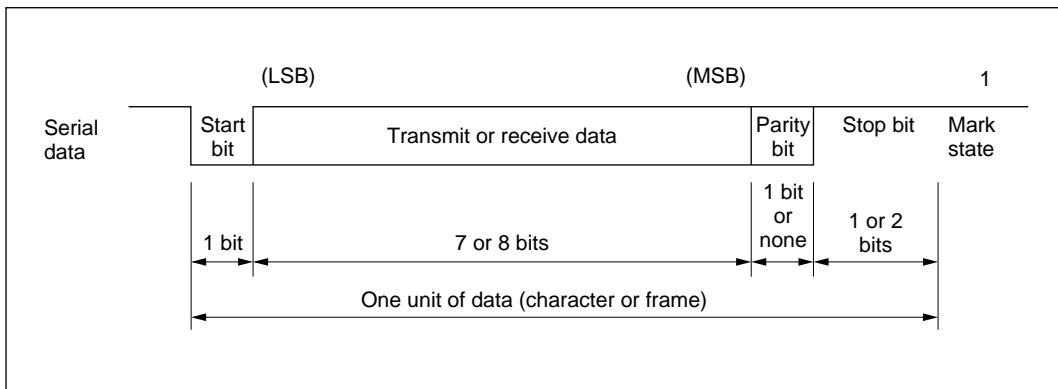 (LSB) (MSB) 1
Serial data
Start bit
Transmit or receive data
Parity bit
Stop bit
Mark state
1 bit
7 or 8 bits
1 bit or none
1 or 2 bits
One unit of data (character or frame)